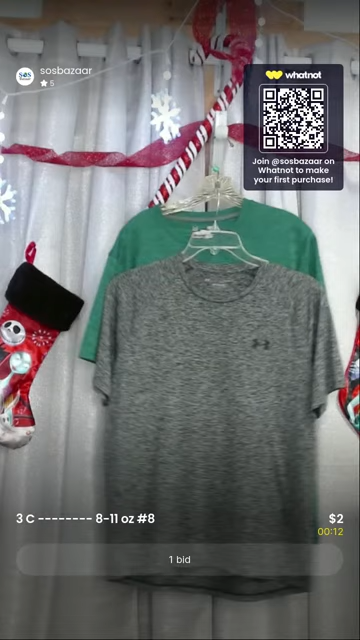 sosbazaar
★ 5
SOS
whatnot
Join @sosbazaar on
Whatnot to make
your first purchase!
3 C -------- 8-11 oz #8
$2
00:12
1 bid